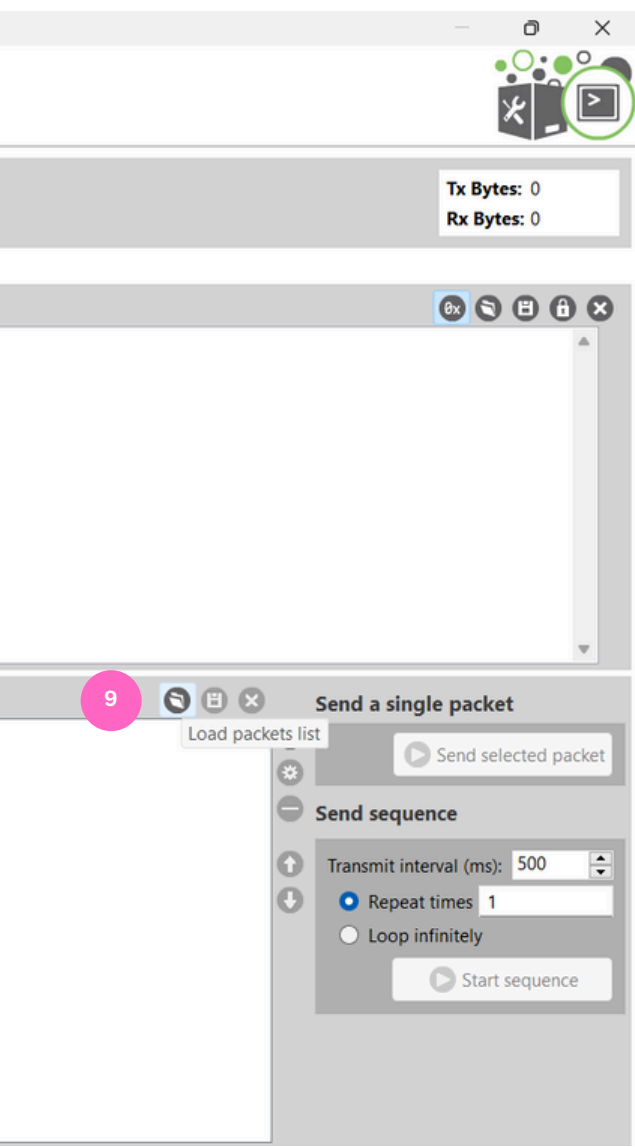 >
Tx Bytes: 0
Rx Bytes: 0
0x
9
Send a single packet
Load packets list
Send selected packet
Send sequence
Transmit interval (ms): 500
Repeat times 1
Loop infinitely
Start sequence